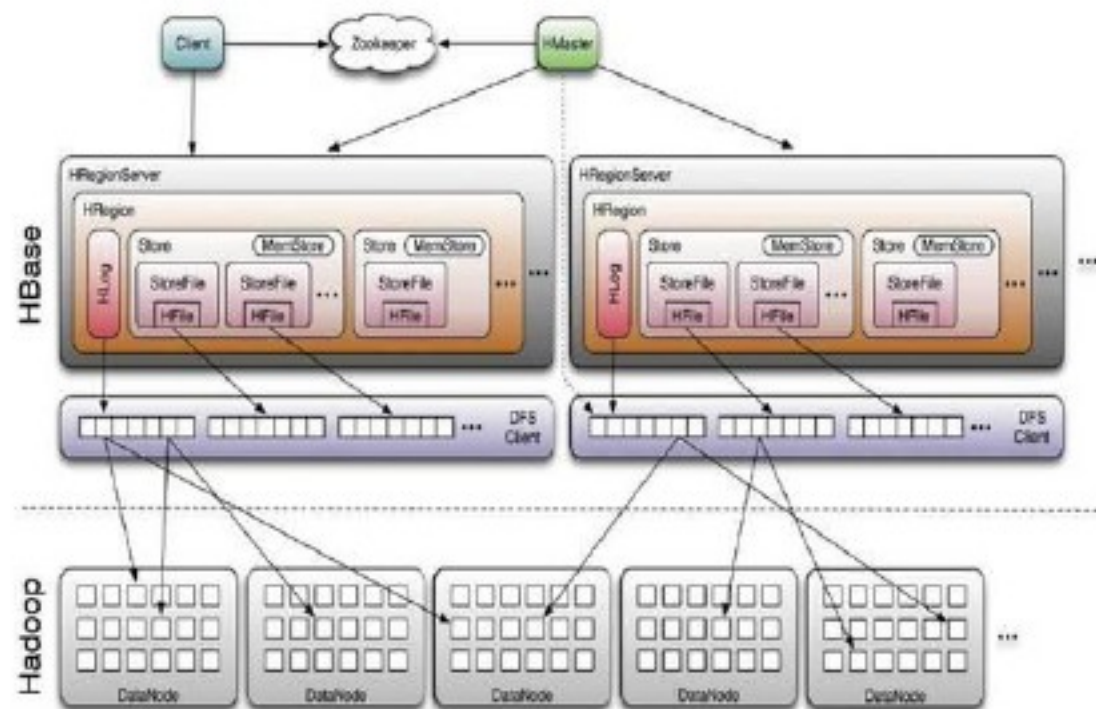 Client
Zookeeper
HMaster
HBase
HRegionServer
HRegion
HLog
Store
MemStore
StoreFile
HFile
StoreFile
HFile
...
Store
MemStore
StoreFile
HFile
...
...
HRegionServer
HRegion
HLog
Store
MemStore
StoreFile
HFile
StoreFile
HFile
...
Store
MemStore
StoreFile
HFile
...
...
...
...
DFS
Client
...
DFS
Client
Hadoop
DataNode
DataNode
DataNode
DataNode
DataNode
...